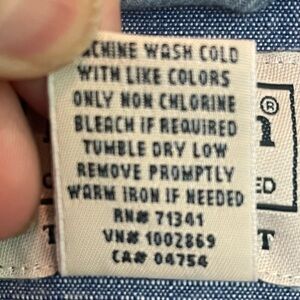 MACHINE WASH COLD
WITH LIKE COLORS
ONLY NON CHLORINE
BLEACH IF REQUIRED
TUMBLE DRY LOW
REMOVE PROMPTLY
WARM IRON IF NEEDED
RN# 71341
VN# 1002869
CA# 04754
®
ED
T
T